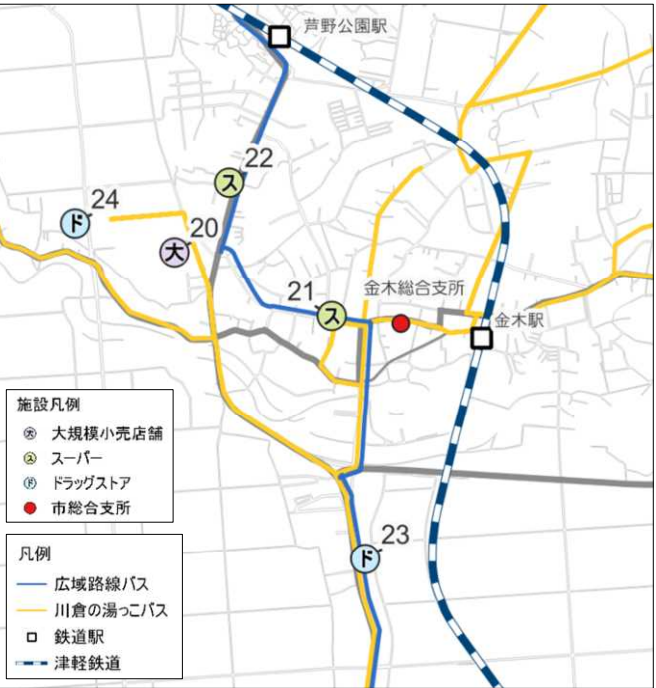 芦野公園駅
22
ス
24
ド
20
大
21
ス
金木総合支所
金木駅
施設凡例
大 大規模小売店舗
ス スーパー
ド ドラッグストア
市総合支所
23
ド
凡例
広域路線バス
川倉の湯っこバス
鉄道駅
津軽鉄道